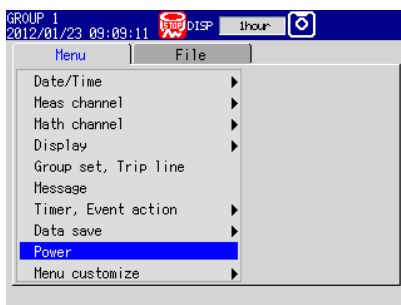 GROUP 1
2012/01/23 09:09:11 STOP DISP 1hour
Menu File
Date/Time
Meas channel
Math channel
Display
Group set, Trip line
Message
Timer, Event action
Data save
Power
Menu customize